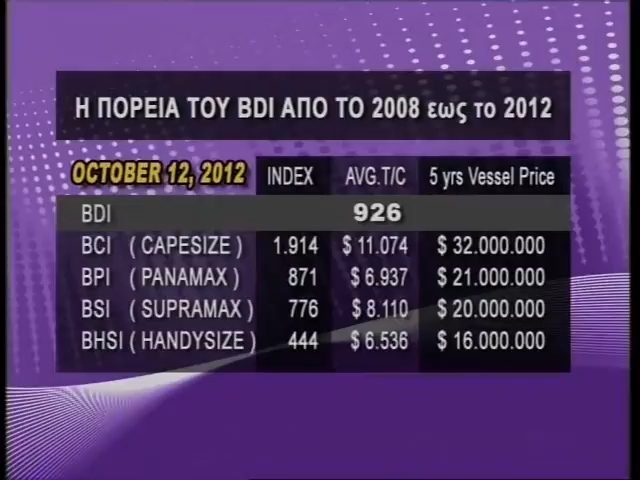 Η ΠΟΡΕΙΑ ΤΟΥ BDI ΑΠΟ ΤΟ 2008 εως το 2012
OCTOBER 12, 2012 INDEX AVG.T/C 5 yrs Vessel Price
BDI 926
BCI ( CAPESIZE ) 1.914 $ 11.074 $ 32.000.000
BPI ( PANAMAX ) 871 $ 6.937 $ 21.000.000
BSI ( SUPRAMAX ) 776 $ 8.110 $ 20.000.000
BHSI ( HANDYSIZE ) 444 $ 6.536 $ 16.000.000